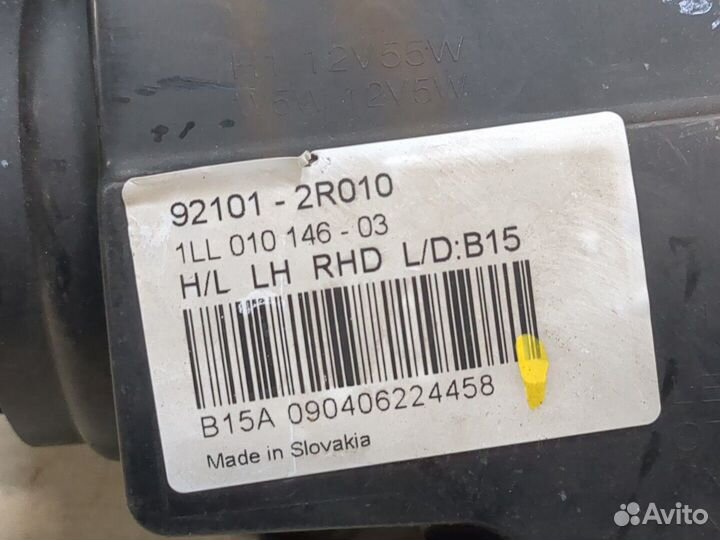 H1 12V55W
W5W 12V5W
92101 - 2R010
1LL 010 146 - 03
H/L LH RHD L/D:B15
B15A 090406224458
Made in Slovakia
Avito